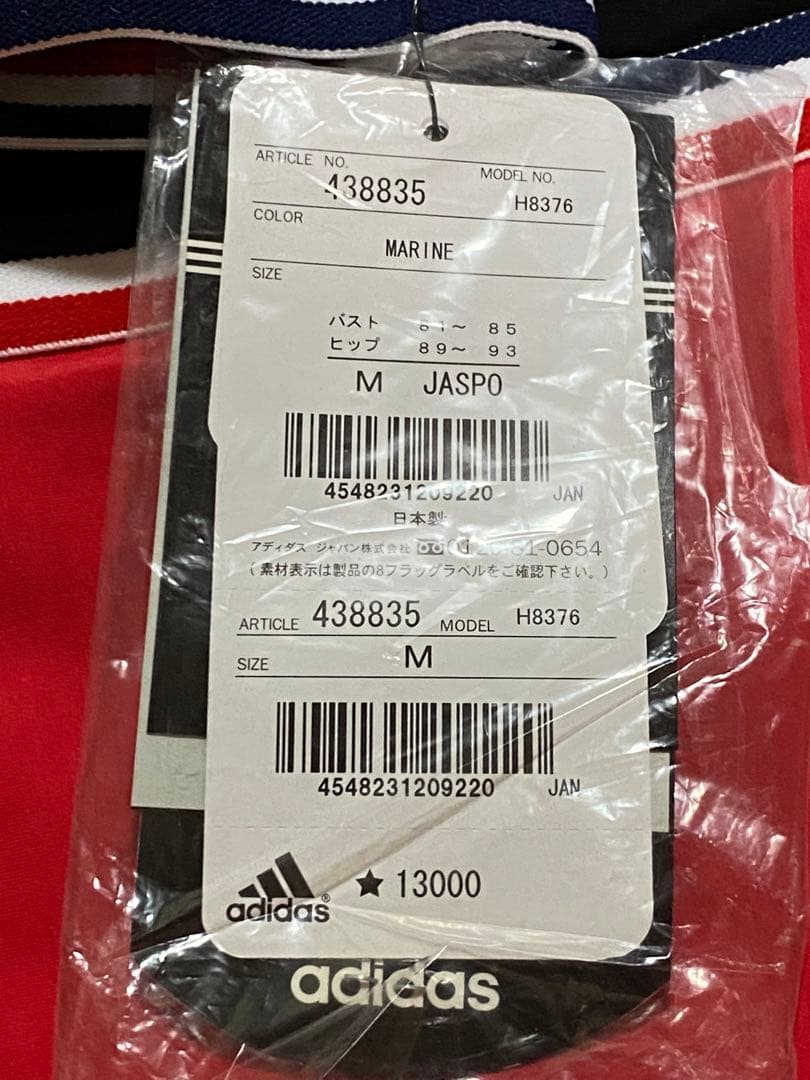 ARTICLE NO.
438835
MODEL NO.
H8376
COLOR
MARINE
SIZE
バスト 81～ 85
ヒップ 89～ 93
M JASPO
4548231209220 JAN
日本製
アディダス ジャパン株式会社 81-0654
(素材表示は製品の8フラッグラベルをご確認下さい。)
ARTICLE 438835 MODEL H8376
SIZE M
4548231209220 JAN
adidas® ★13000
adidas